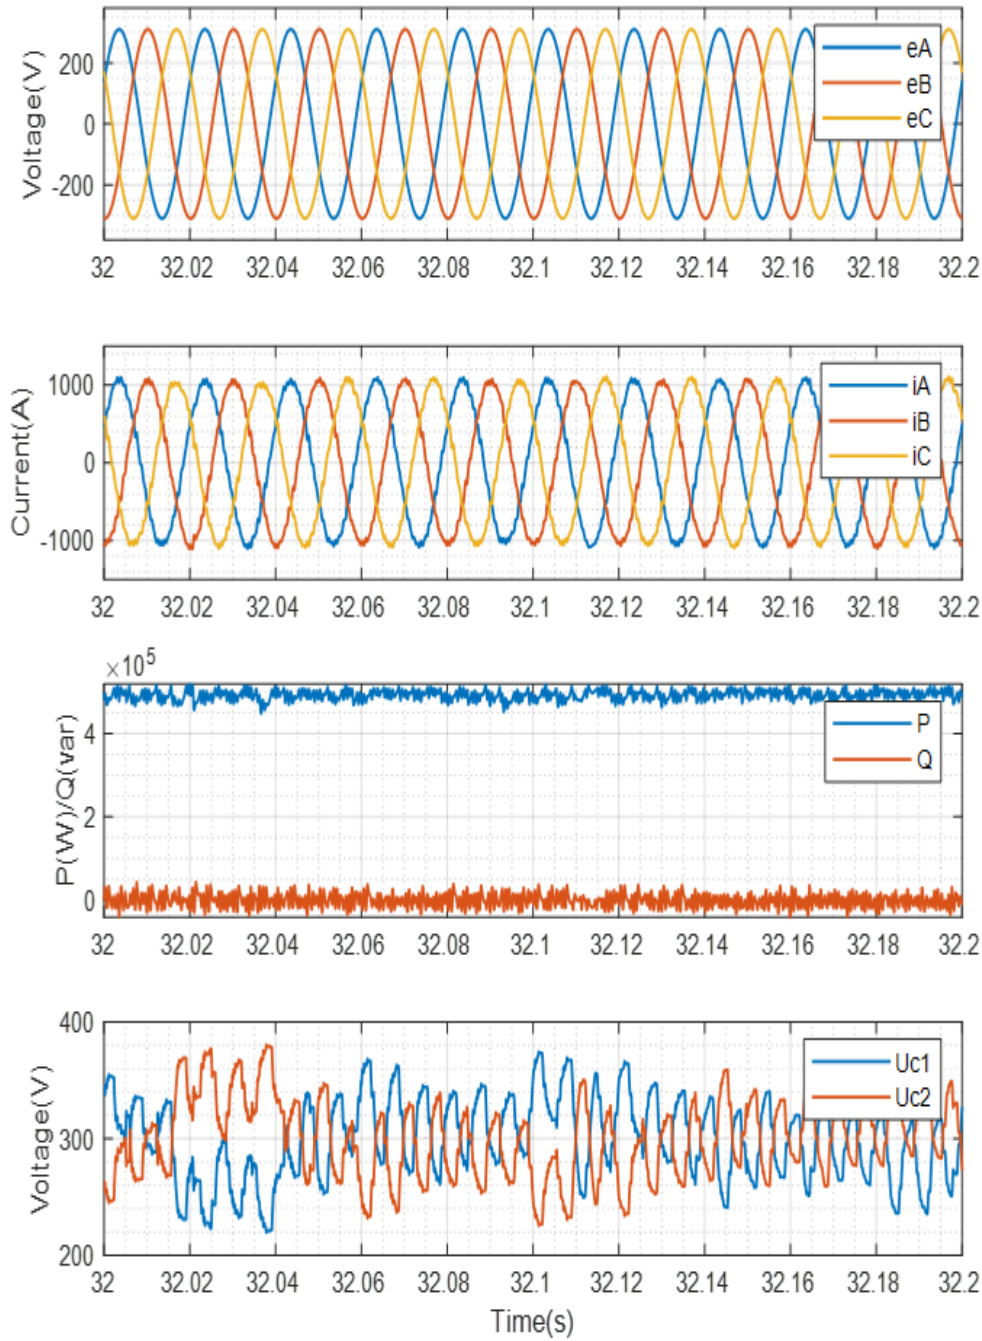 Voltage(V)
200
0
-200
eA
eB
eC
32 32.02 32.04 32.06 32.08 32.1 32.12 32.14 32.16 32.18 32.2
Current(A)
1000
0
-1000
iA
iB
iC
32 32.02 32.04 32.06 32.08 32.1 32.12 32.14 32.16 32.18 32.2
×10^5
P(W)/Q(var)
4
2
0
P
Q
32 32.02 32.04 32.06 32.08 32.1 32.12 32.14 32.16 32.18 32.2
Voltage(V)
400
300
200
Uc1
Uc2
32 32.02 32.04 32.06 32.08 32.1 32.12 32.14 32.16 32.18 32.2
Time(s)